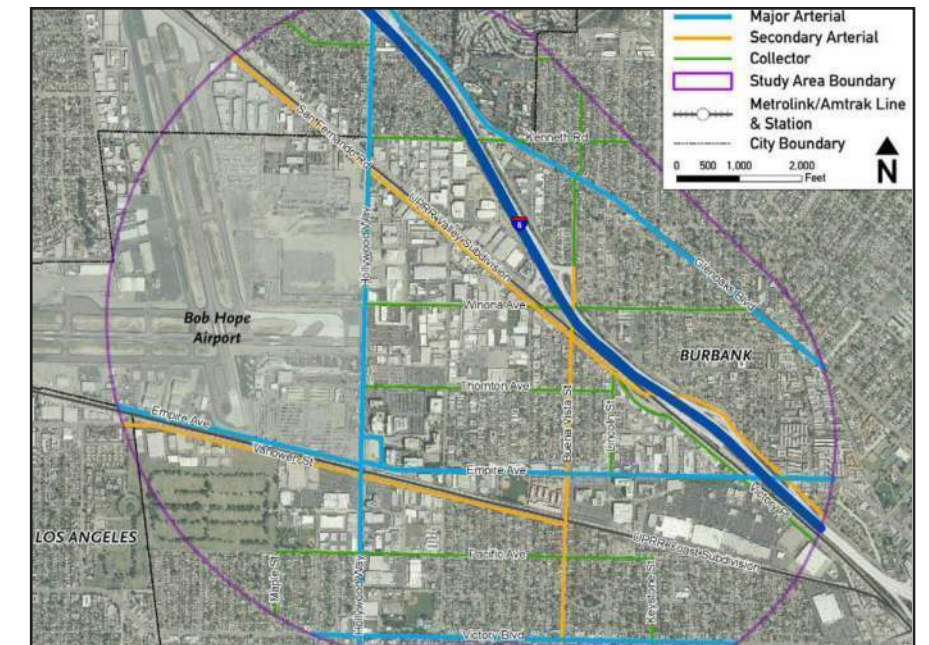 Major Arterial
Secondary Arterial
Collector
Study Area Boundary
Metrolink/Amtrak Line
& Station
City Boundary
0 500 1,000 2,000
Feet
N
Kenneth Rd
San Fernando Rd
UPRR Valley Subdivision
5
Hollywood Way
Glenoaks Blvd
Winona Ave
Bob Hope
Airport
BURBANK
Thornton Ave
Buena Vista St
Lincoln St
Empire Ave
Vanowen St
Empire Ave
Victory Pl
LOS ANGELES
UPRR Coast Subdivision
Pacific Ave
Maple St
Hollywood Way
Keystone St
Victory Blvd